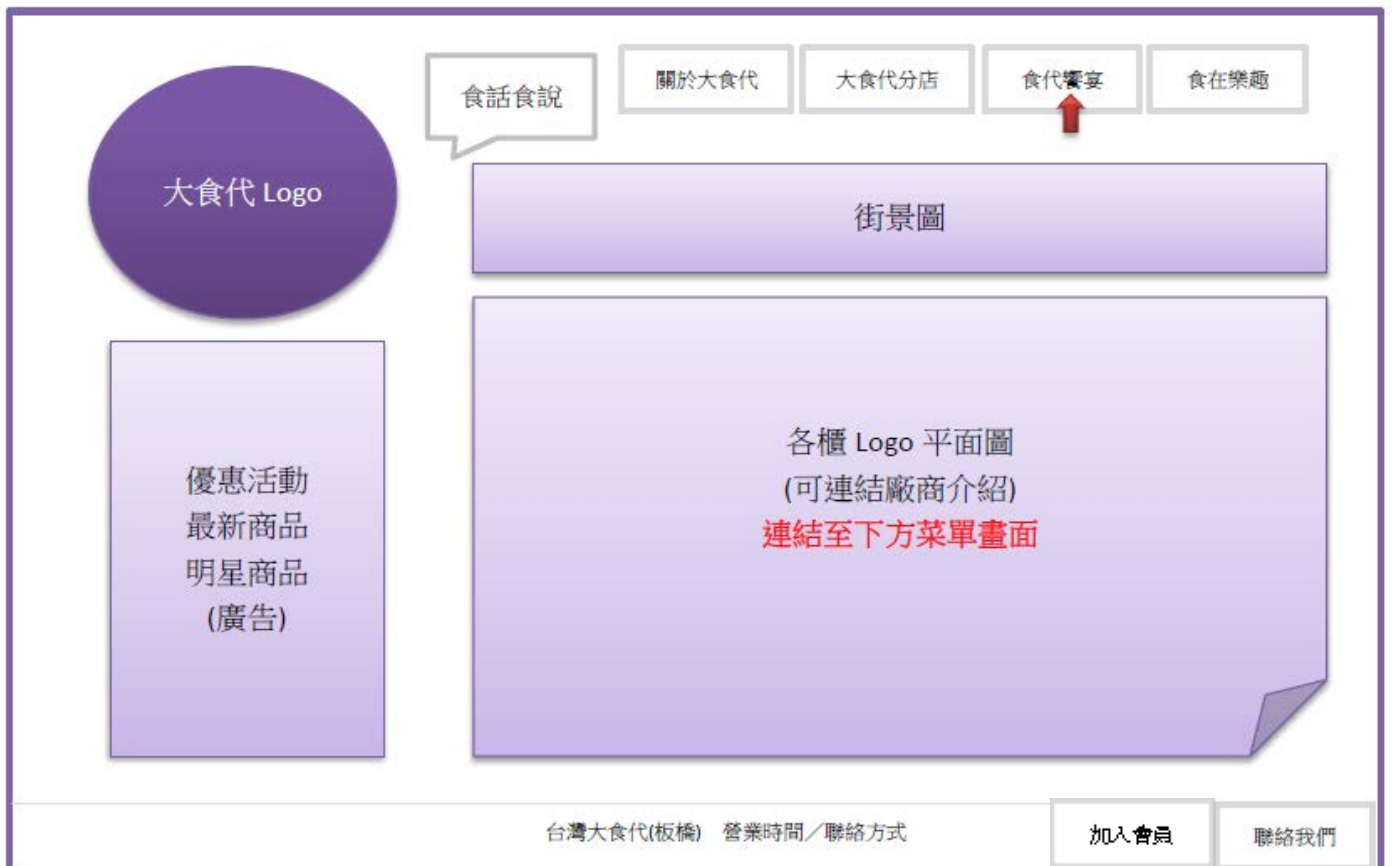 食話食說
關於大食代
大食代分店
食代饗宴
食在樂趣
大食代 Logo
街景圖
各櫃 Logo 平面圖
(可連結廠商介紹)
連結至下方菜單畫面
優惠活動
最新商品
明星商品
(廣告)
台灣大食代(板橋) 營業時間／聯絡方式
加入會員
聯絡我們